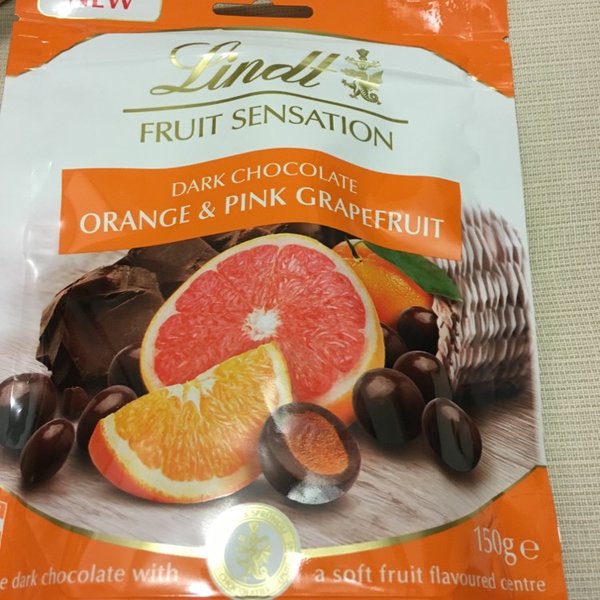 NEW
Lindt
FRUIT SENSATION
DARK CHOCOLATE
ORANGE & PINK GRAPEFRUIT
150g e
dark chocolate with a soft fruit flavoured centre